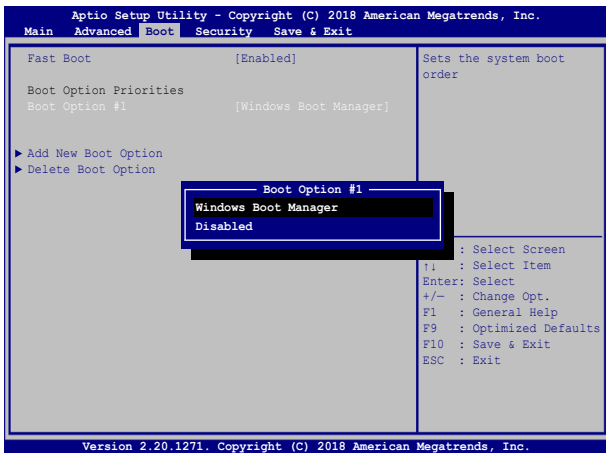 Aptio Setup Utility - Copyright (C) 2018 American Megatrends, Inc.
Main Advanced Boot Security Save & Exit
Fast Boot [Enabled]
Boot Option Priorities
Boot Option #1 [Windows Boot Manager]
▶ Add New Boot Option
▶ Delete Boot Option
Boot Option #1
Windows Boot Manager
Disabled
Sets the system boot
order
: Select Screen
↑↓ : Select Item
Enter: Select
+/— : Change Opt.
F1 : General Help
F9 : Optimized Defaults
F10 : Save & Exit
ESC : Exit
Version 2.20.1271. Copyright (C) 2018 American Megatrends, Inc.